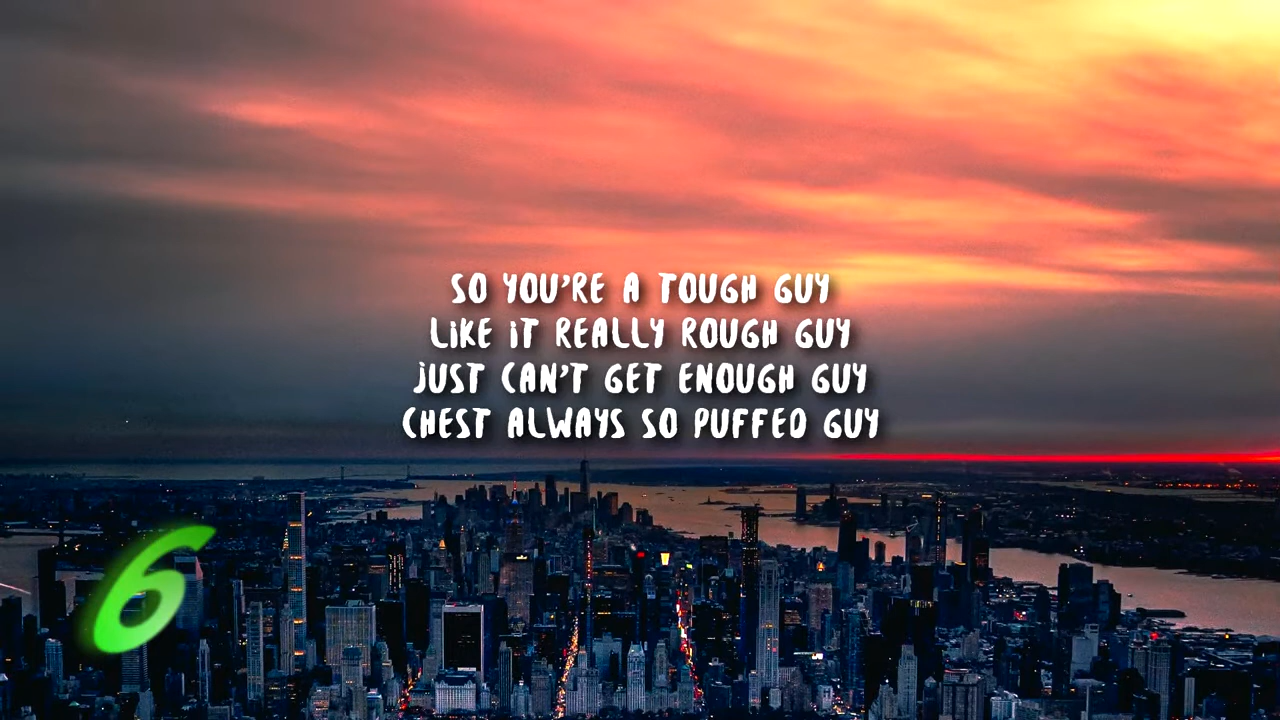 SO YOU'RE A TOUGH GUY
LIKE IT REALLY ROUGH GUY
JUST CAN'T GET ENOUGH GUY
CHEST ALWAYS SO PUFFED GUY
6